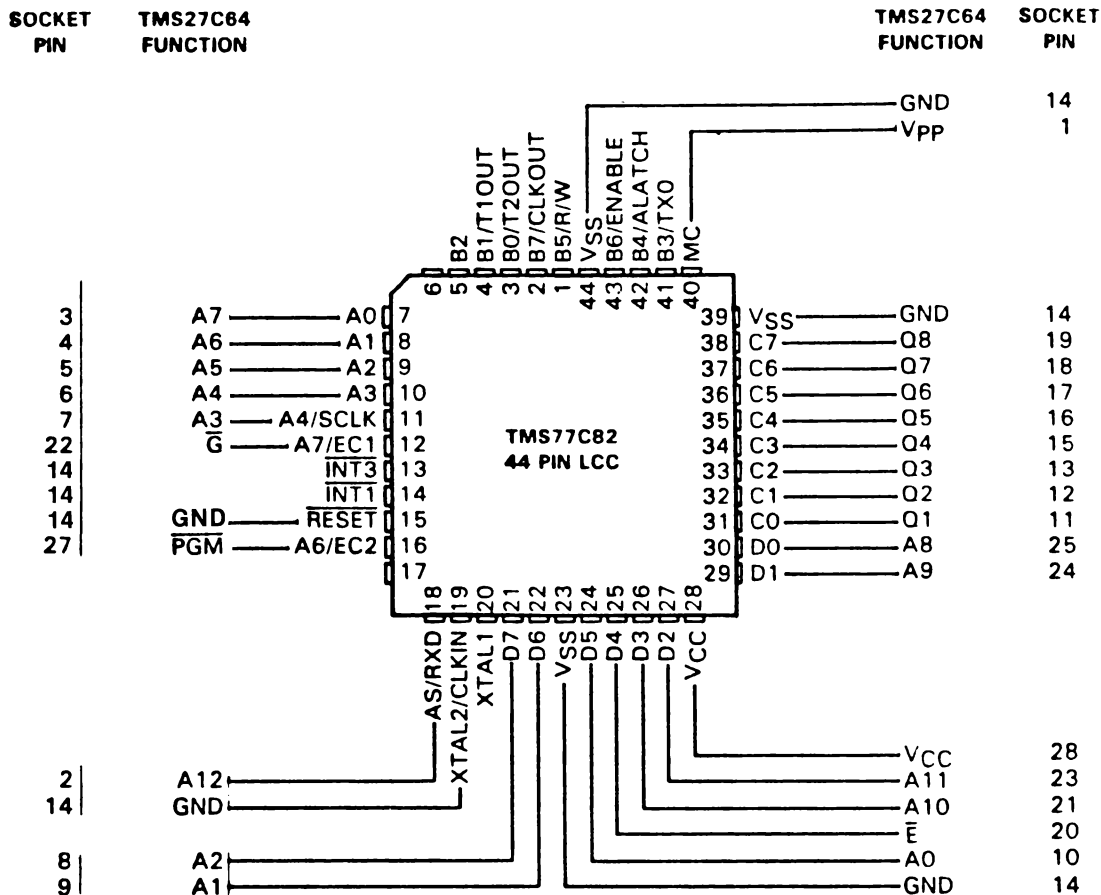 SOCKET TMS27C64 TMS27C64 SOCKET
PIN FUNCTION FUNCTION PIN
GND 14
VPP 1
B2
B1/T1OUT
B0/T2OUT
B7/CLKOUT
B5/R/W
VSS
B6/ENABLE
B4/ALATCH
B3/TX0
MC
6 5 4 3 2 1 44 43 42 41 40
3 A7 A0 7 39 VSS GND 14
4 A6 A1 8 38 C7 Q8 19
5 A5 A2 9 37 C6 Q7 18
6 A4 A3 10 36 C5 Q6 17
7 A3 A4/SCLK 11 35 C4 Q5 16
22 G̅ A7/EC1 12 34 C3 Q4 15
14 I̅N̅T̅3̅ 13 33 C2 Q3 13
14 I̅N̅T̅1̅ 14 32 C1 Q2 12
14 GND R̅E̅S̅E̅T̅ 15 31 C0 Q1 11
27 P̅G̅M̅ A6/EC2 16 30 D0 A8 25
17 29 D1 A9 24
TMS77C82
44 PIN LCC
18 19 20 21 22 23 24 25 26 27 28
AS/RXD
XTAL2/CLKIN
XTAL1
D7
D6
VSS
D5
D4
D3
D2
VCC
VCC 28
2 A12 A11 23
14 GND A10 21
E̅ 20
8 A2 A0 10
9 A1 GND 14